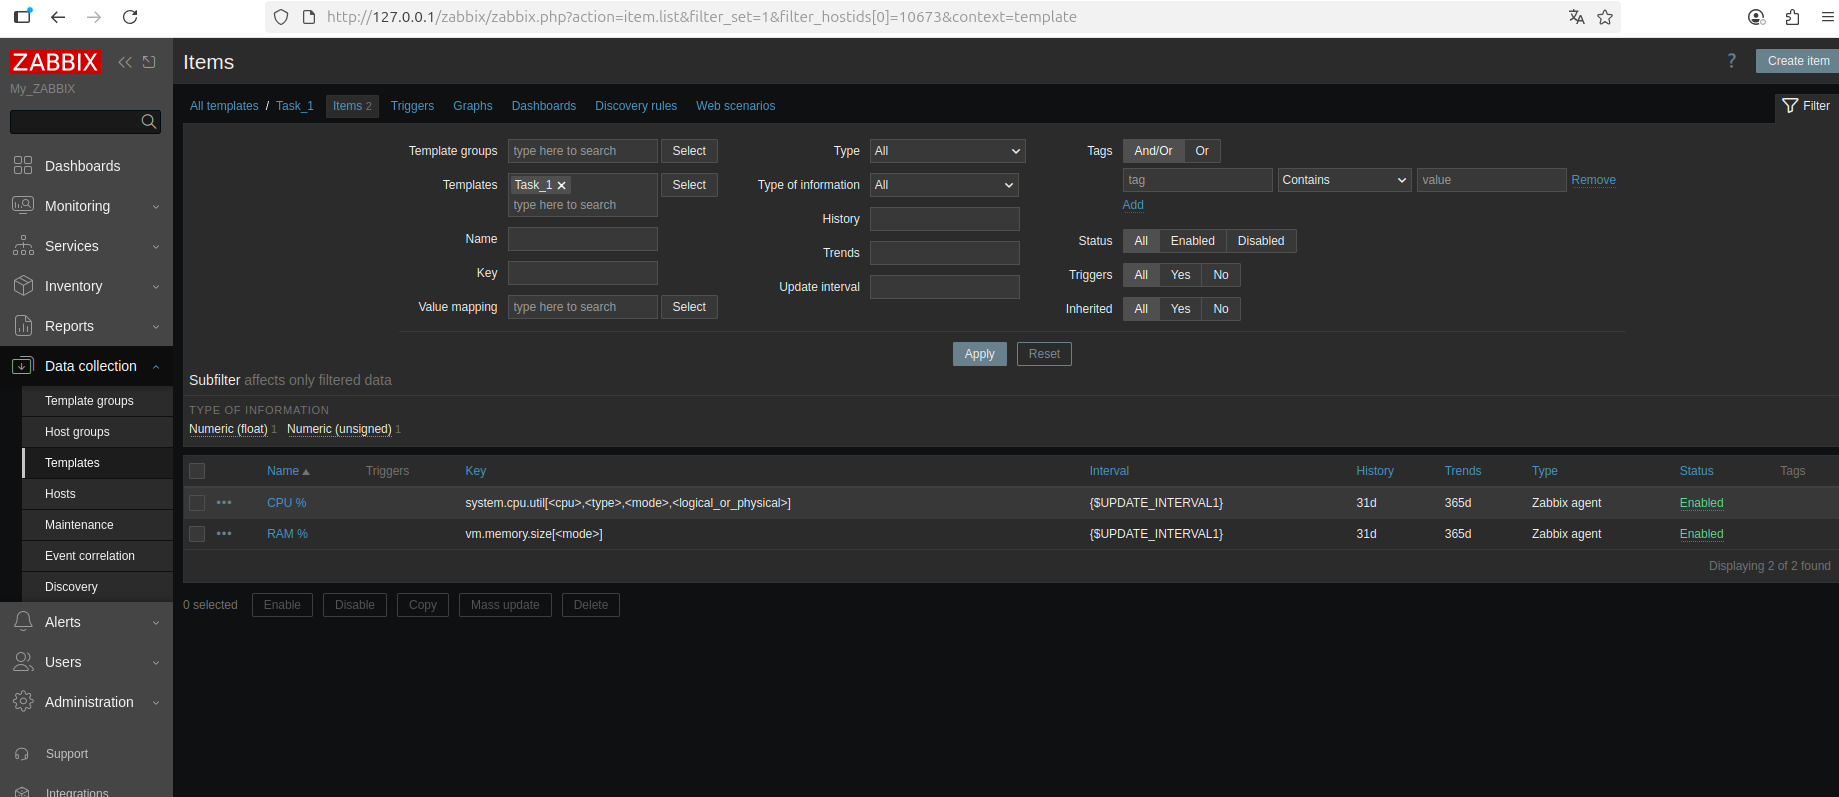 http://127.0.0.1/zabbix/zabbix.php?action=item.list&filter_set=1&filter_hostids[0]=10673&context=template
ZABBIX
My_ZABBIX
Dashboards
Monitoring
Services
Inventory
Reports
Data collection
Template groups
Host groups
Templates
Hosts
Maintenance
Event correlation
Discovery
Alerts
Users
Administration
Support
Integrations
Items
? Create item
All templates / Task_1 Items 2 Triggers Graphs Dashboards Discovery rules Web scenarios
Filter
Template groups type here to search Select
Templates Task_1 Select
type here to search
Name
Key
Value mapping type here to search Select
Type All
Type of information All
History
Trends
Update interval
Tags And/Or Or
tag Contains value Remove
Add
Status All Enabled Disabled
Triggers All Yes No
Inherited All Yes No
Apply Reset
Subfilter affects only filtered data
TYPE OF INFORMATION
Numeric (float) 1 Numeric (unsigned) 1
Name Triggers Key Interval History Trends Type Status Tags
CPU % system.cpu.util[<cpu>,<type>,<mode>,<logical_or_physical>] {$UPDATE_INTERVAL1} 31d 365d Zabbix agent Enabled
RAM % vm.memory.size[<mode>] {$UPDATE_INTERVAL1} 31d 365d Zabbix agent Enabled
Displaying 2 of 2 found
0 selected Enable Disable Copy Mass update Delete